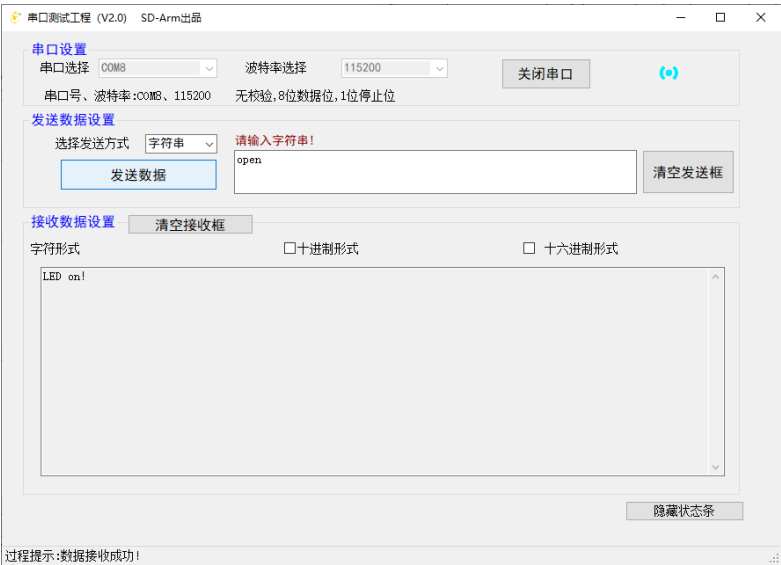 串口测试工程（V2.0） SD-Arm出品
串口设置
串口选择 COM8 波特率选择 115200 关闭串口
串口号、波特率:COM8、115200 无校验,8位数据位,1位停止位
发送数据设置
选择发送方式 字符串 请输入字符串!
发送数据 open 清空发送框
接收数据设置 清空接收框
字符形式 十进制形式 十六进制形式
LED on!
隐藏状态条
过程提示:数据接收成功!